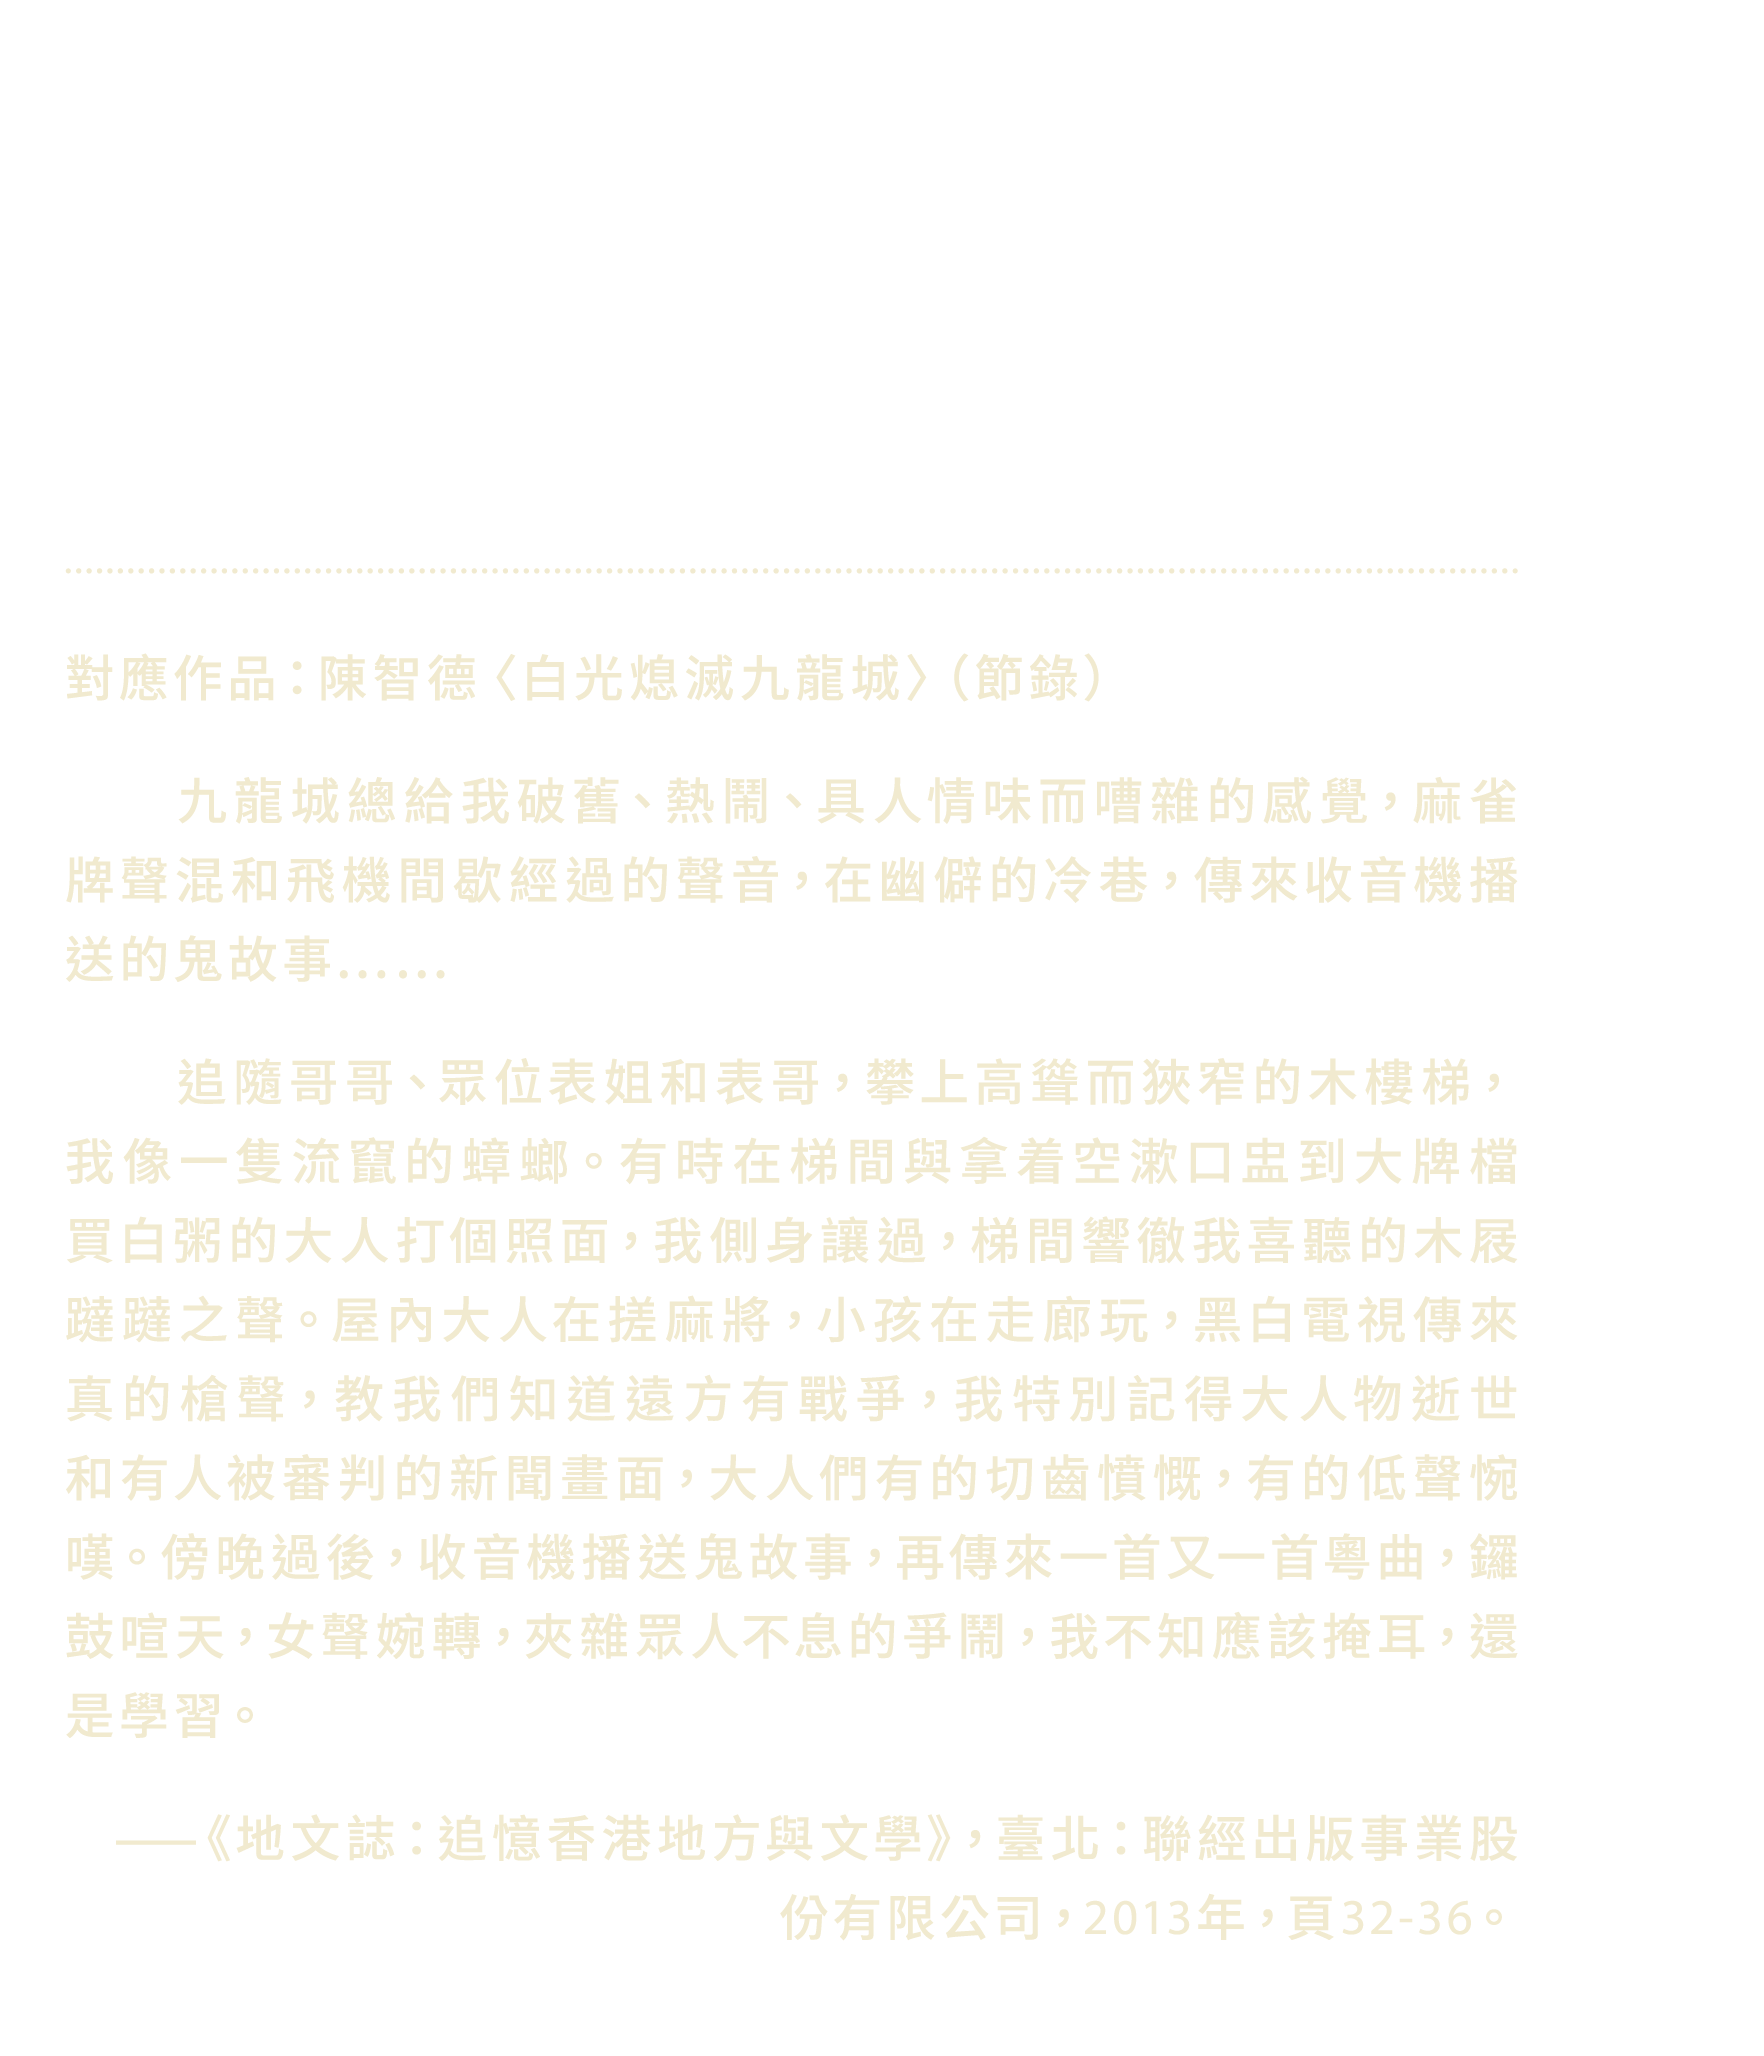 對應作品：陳智德〈白光熄滅九龍城〉（節錄）
九龍城總給我破舊、熱鬧、具人情味而嘈雜的感覺，麻雀
牌聲混和飛機間歇經過的聲音，在幽僻的冷巷，傳來收音機播
送的鬼故事……
追隨哥哥、眾位表姐和表哥，攀上高聳而狹窄的木樓梯，
我像一隻流竄的蟑螂。有時在梯間與拿着空漱口盅到大牌檔
買白粥的大人打個照面，我側身讓過，梯間響徹我喜聽的木屐
躂躂之聲。屋內大人在搓麻將，小孩在走廊玩，黑白電視傳來
真的槍聲，教我們知道遠方有戰爭，我特別記得大人物逝世
和有人被審判的新聞畫面，大人們有的切齒憤慨，有的低聲惋
嘆。傍晚過後，收音機播送鬼故事，再傳來一首又一首粵曲，鑼
鼓喧天，女聲婉轉，夾雜眾人不息的爭鬧，我不知應該掩耳，還
是學習。
——《地文誌：追憶香港地方與文學》，臺北：聯經出版事業股
份有限公司，2013年，頁32-36。